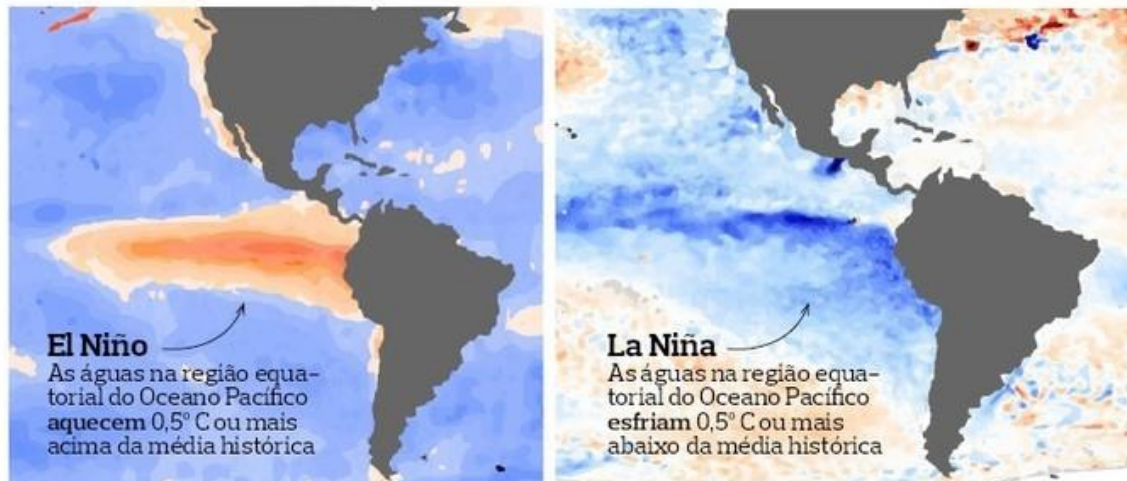 El Niño
As águas na região equa-
torial do Oceano Pacífico
aquecem 0,5º C ou mais
acima da média histórica
La Niña
As águas na região equa-
torial do Oceano Pacífico
esfriam 0,5º C ou mais
abaixo da média histórica